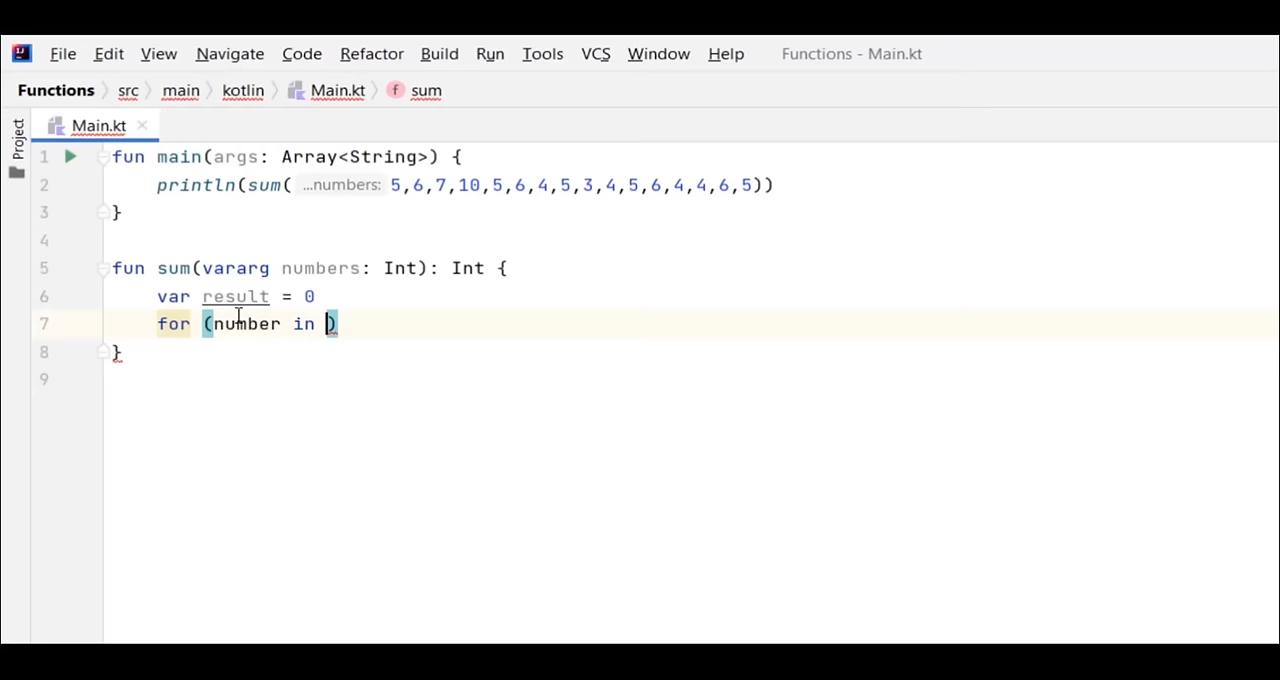 File Edit View Navigate Code Refactor Build Run Tools VCS Window Help Functions - Main.kt
Functions src main kotlin Main.kt f sum
Project
Main.kt
1 fun main(args: Array<String>) {
2 println(sum( ...numbers: 5,6,7,10,5,6,4,5,3,4,5,6,4,4,6,5))
3 }
4
5 fun sum(vararg numbers: Int): Int {
6 var result = 0
7 for (number in )
8 }
9